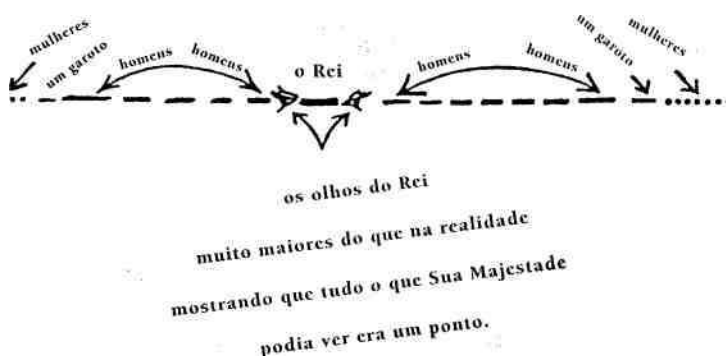 mulheres
um garoto
homens
homens
o Rei
homens
homens
um garoto
mulheres
os olhos do Rei
muito maiores do que na realidade
mostrando que tudo o que Sua Majestade
podia ver era um ponto.